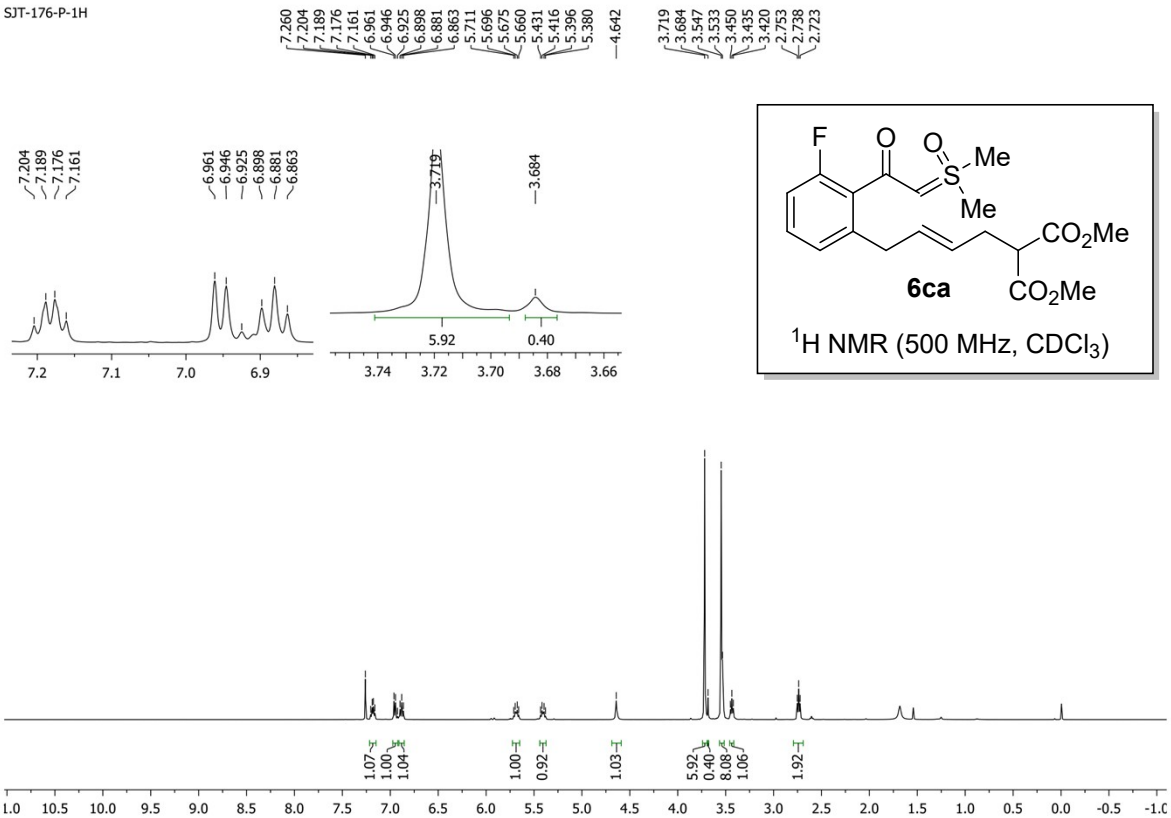 SJT-176-P-1H
7.260
7.204
7.189
7.176
7.161
6.961
6.946
6.925
6.898
6.881
6.863
5.711
5.696
5.675
5.660
5.431
5.416
5.396
5.380
4.642
3.719
3.684
3.547
3.533
3.450
3.435
3.420
2.753
2.738
2.723
7.204
7.189
7.176
7.161
6.961
6.946
6.925
6.898
6.881
6.863
7.2 7.1 7.0 6.9
3.719
3.684
5.92 0.40
3.74 3.72 3.70 3.68 3.66
F
O
O
S
Me
Me
CO2Me
CO2Me
6ca
1H NMR (500 MHz, CDCl3)
1.07 1.00 1.04 1.00 0.92 1.03 5.92 0.40 8.08 1.06 1.92
1.0 10.5 10.0 9.5 9.0 8.5 8.0 7.5 7.0 6.5 6.0 5.5 5.0 4.5 4.0 3.5 3.0 2.5 2.0 1.5 1.0 0.5 0.0 -0.5 -1.0